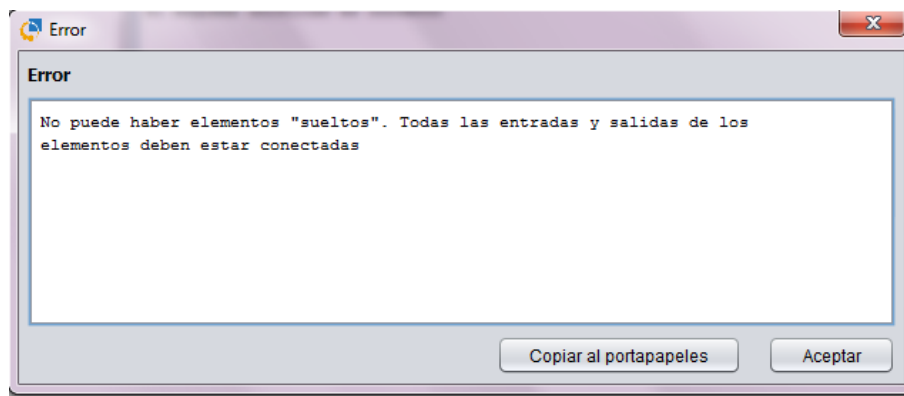 Error
Error
No puede haber elementos "sueltos". Todas las entradas y salidas de los
elementos deben estar conectadas
Copiar al portapapeles
Aceptar